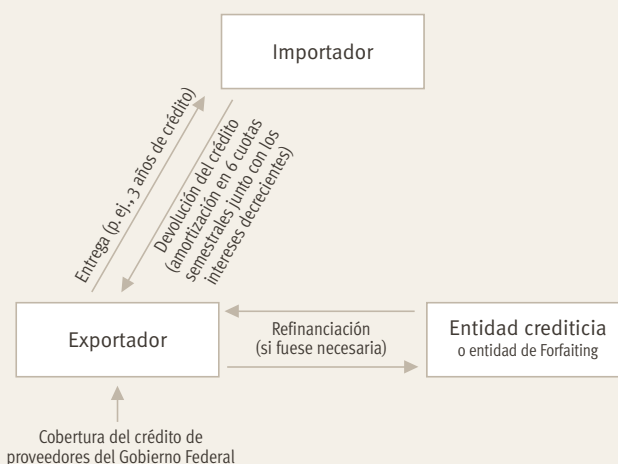 Importador
Entrega (p. ej., 3 años de crédito)
Devolución del crédito
(amortización en 6 cuotas
semestrales junto con los
intereses decrecientes)
Exportador
Refinanciación
(si fuese necesaria)
Entidad crediticia
o entidad de Forfaiting
Cobertura del crédito de
proveedores del Gobierno Federal